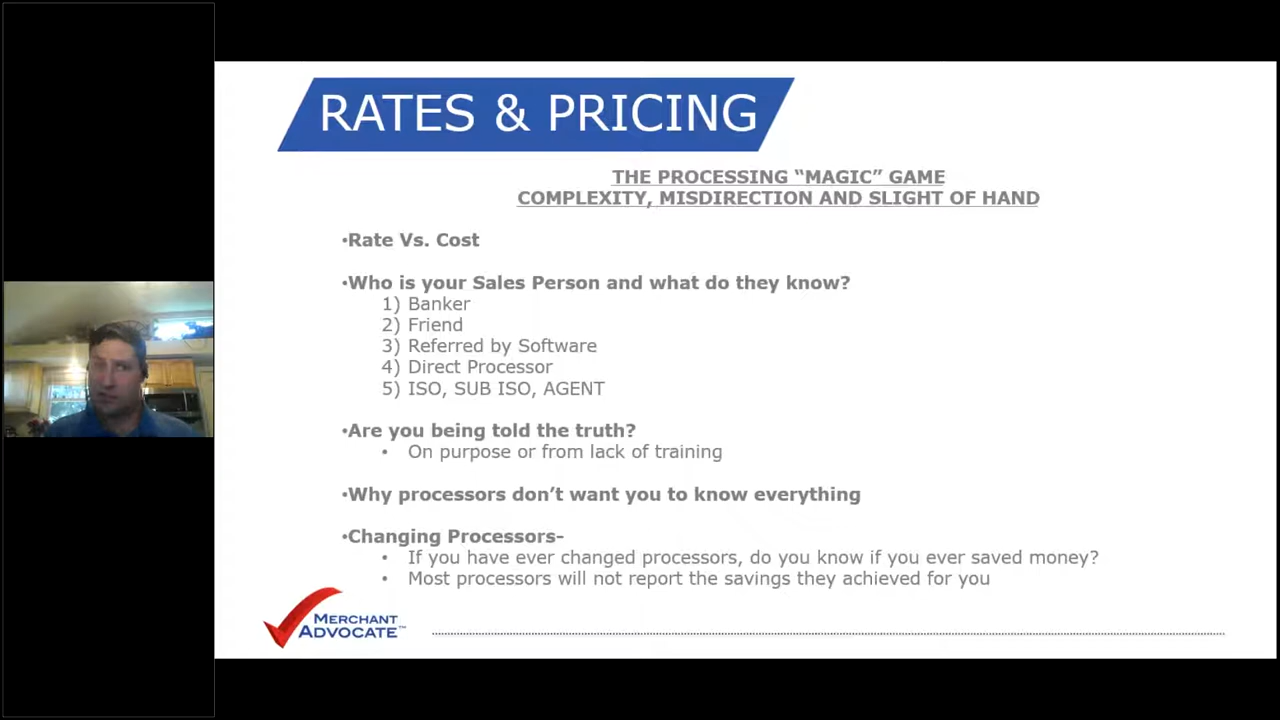 RATES & PRICING
THE PROCESSING “MAGIC” GAME
COMPLEXITY, MISDIRECTION AND SLIGHT OF HAND
•Rate Vs. Cost
•Who is your Sales Person and what do they know?
1) Banker
2) Friend
3) Referred by Software
4) Direct Processor
5) ISO, SUB ISO, AGENT
•Are you being told the truth?
• On purpose or from lack of training
•Why processors don’t want you to know everything
•Changing Processors-
• If you have ever changed processors, do you know if you ever saved money?
• Most processors will not report the savings they achieved for you
MERCHANT
ADVOCATE™